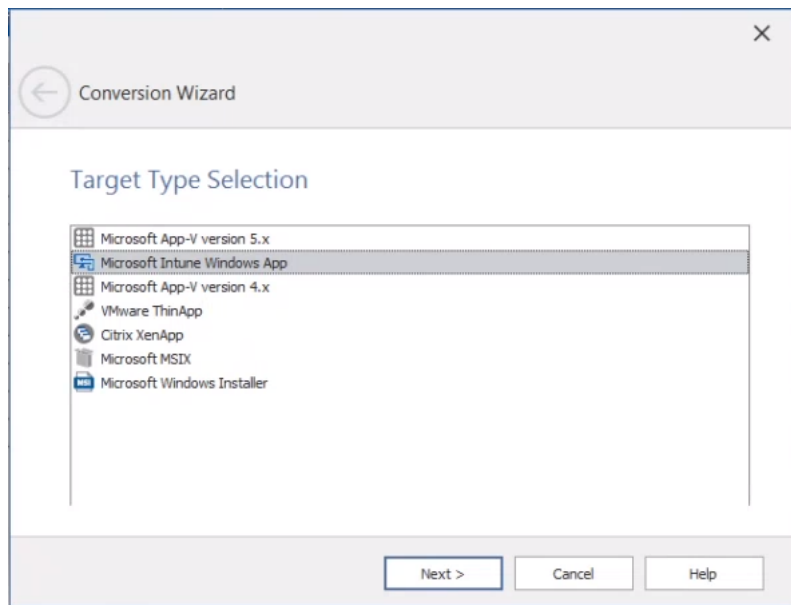 Conversion Wizard
Target Type Selection
Microsoft App-V version 5.x
Microsoft Intune Windows App
Microsoft App-V version 4.x
VMware ThinApp
Citrix XenApp
Microsoft MSIX
MSI Microsoft Windows Installer
Next > Cancel Help